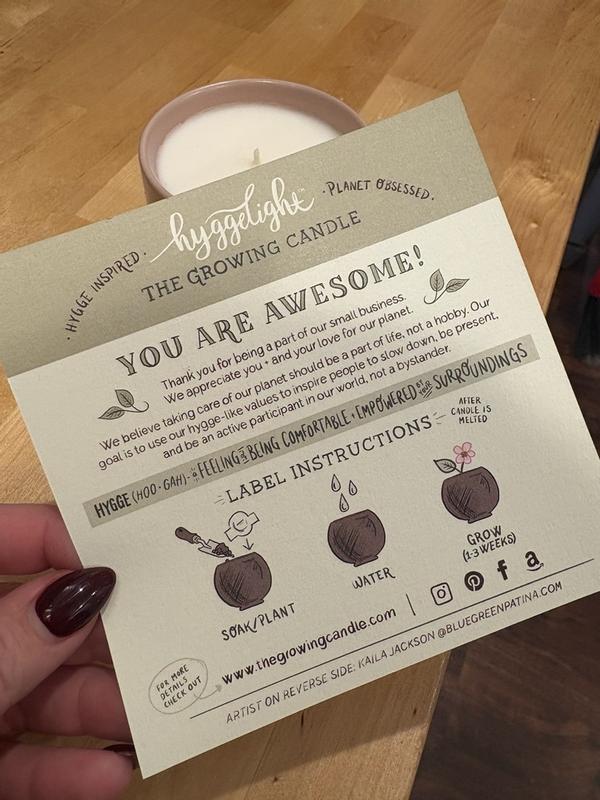 · HYGGE INSPIRED · hyggelight™ · PLANET OBSESSED ·
THE GROWING CANDLE
YOU ARE AWESOME!
Thank you for being a part of our small business.
We appreciate you + and your love for our planet.
We believe taking care of our planet should be a part of life, not a hobby. Our
goal is to use our hygge-like values to inspire people to slow down, be present,
and be an active participant in our world, not a bystander.
HYGGE (HOO·GAH)- a FEELING of BEING COMFORTABLE + EMPOWERED BY YOUR SURROUNDINGS
LABEL INSTRUCTIONS
AFTER
CANDLE IS
MELTED
SOAK/PLANT
WATER
GROW
(1-3 WEEKS)
FOR MORE
DETAILS
CHECK OUT
www.thegrowingcandle.com
ARTIST ON REVERSE SIDE: KAILA JACKSON @BLUEGREENPATINA.COM